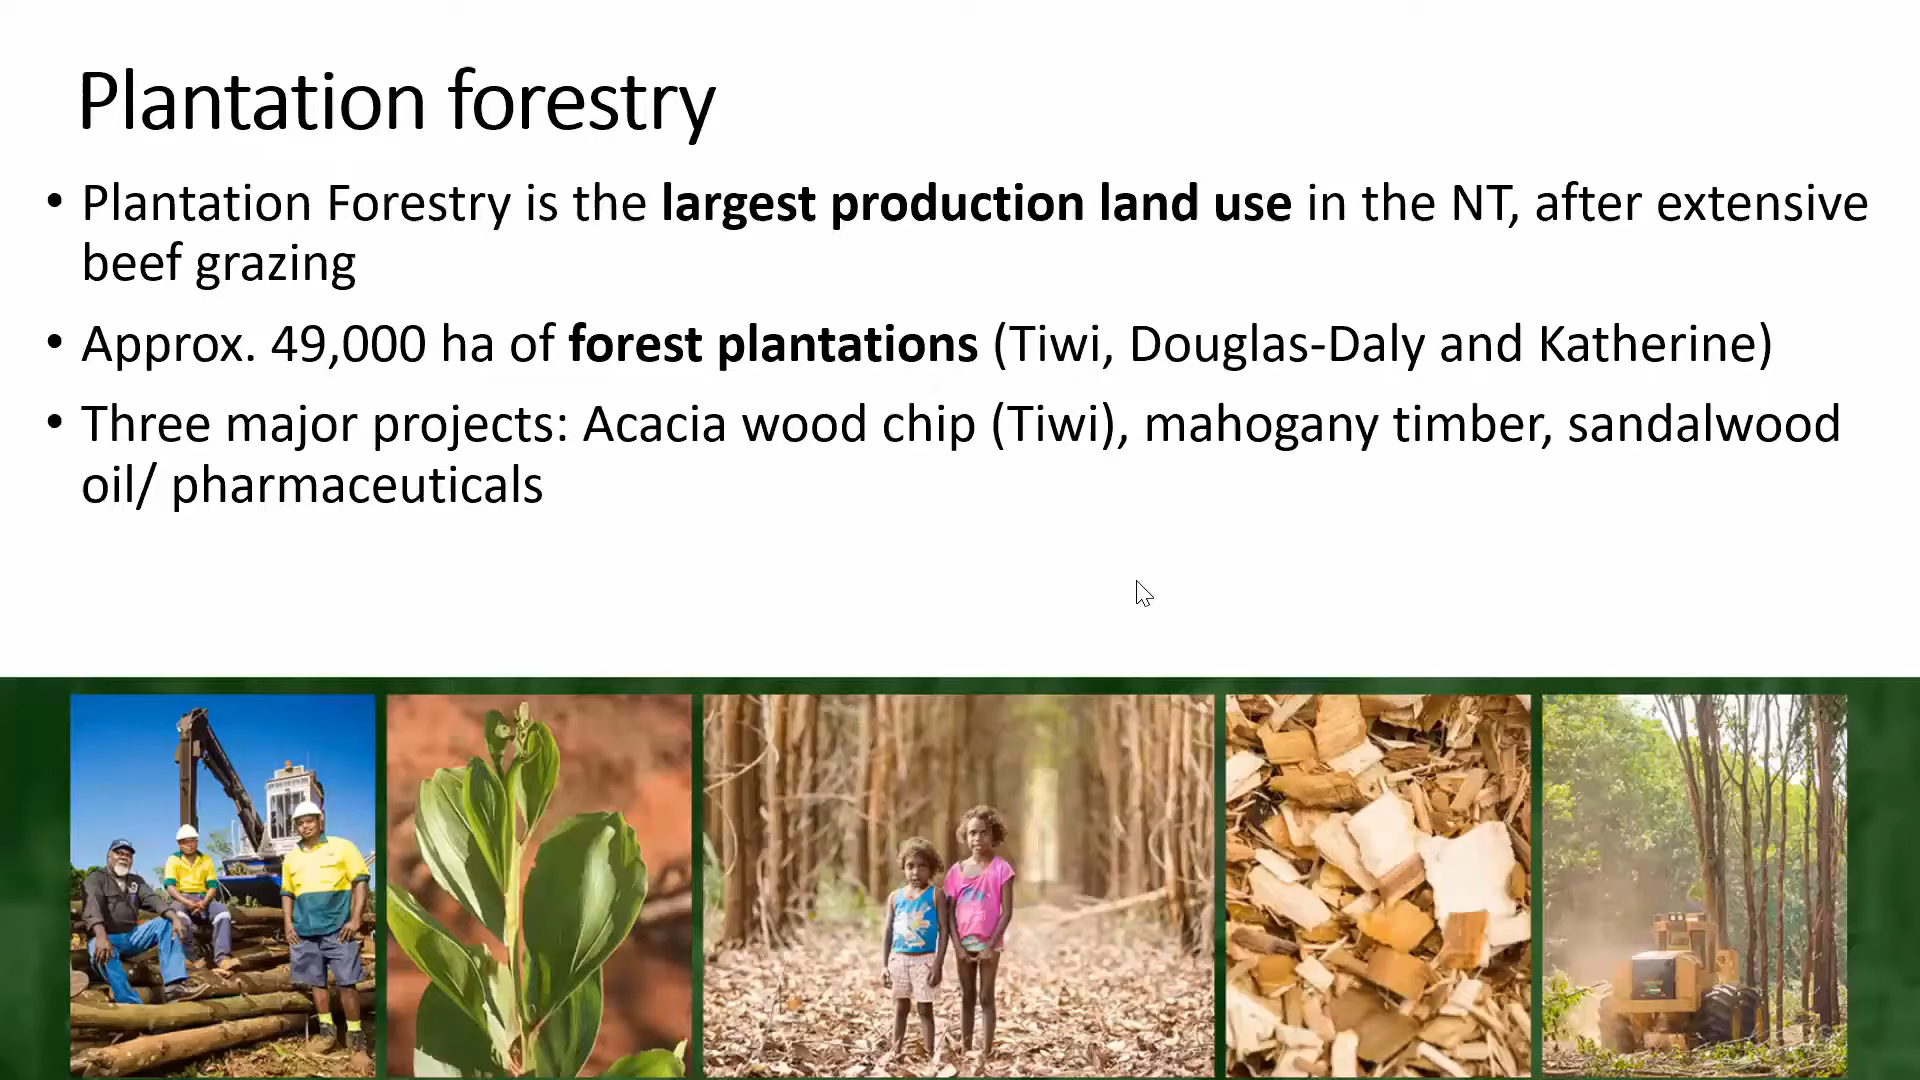 Plantation forestry
• Plantation Forestry is the largest production land use in the NT, after extensive
beef grazing
• Approx. 49,000 ha of forest plantations (Tiwi, Douglas-Daly and Katherine)
• Three major projects: Acacia wood chip (Tiwi), mahogany timber, sandalwood
oil/ pharmaceuticals